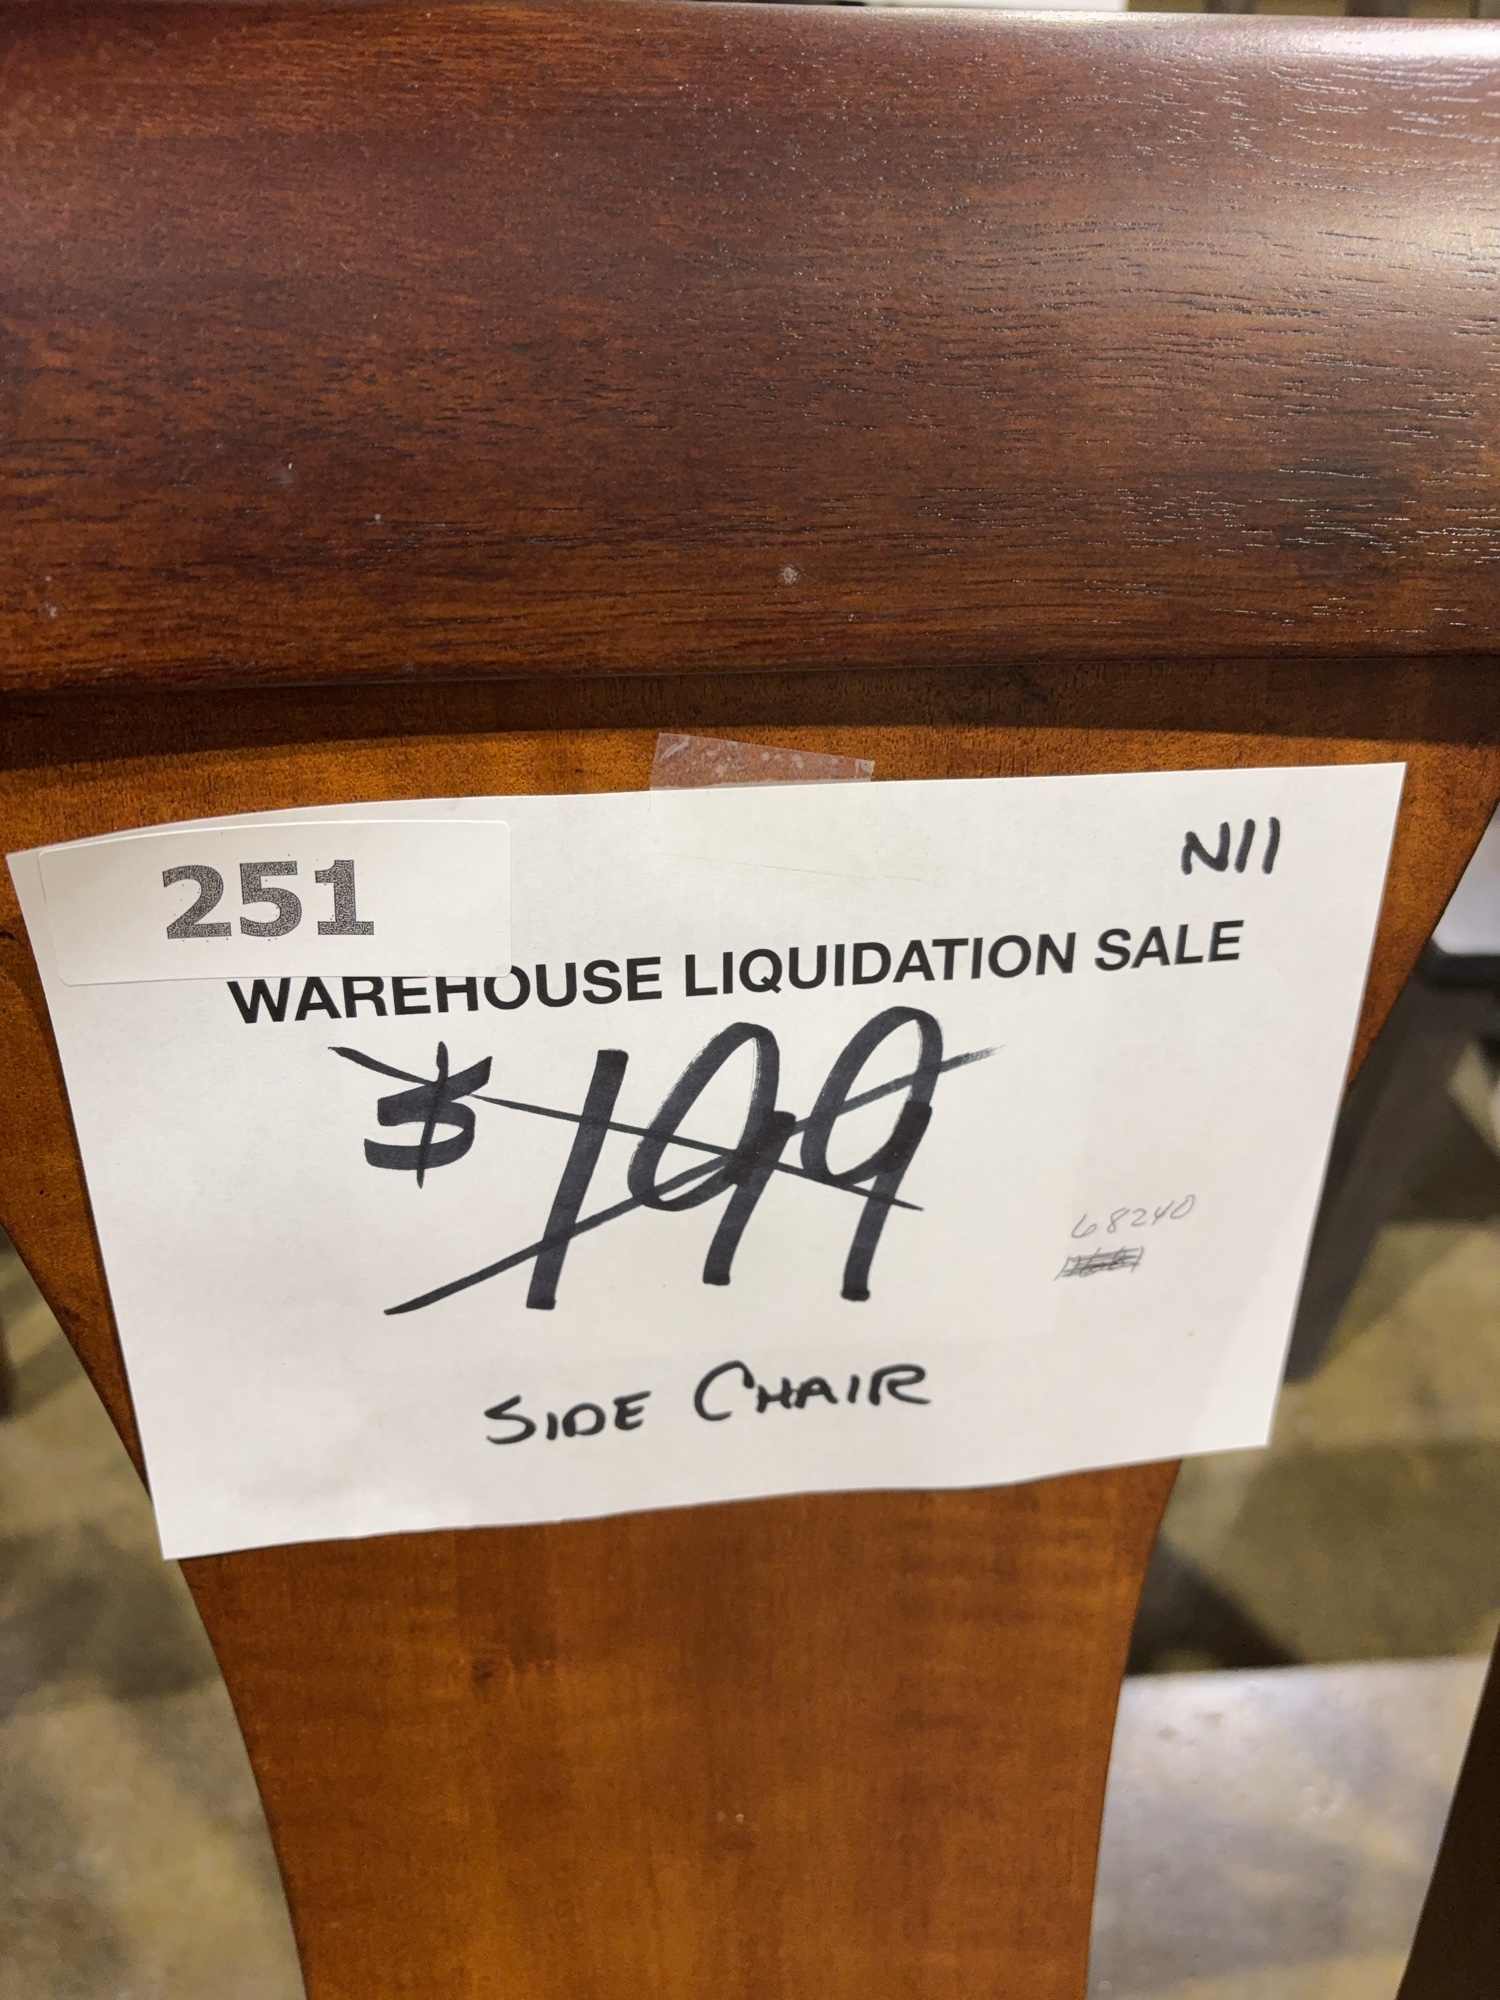 251
N11
WAREHOUSE LIQUIDATION SALE
$199
68240
SIDE CHAIR